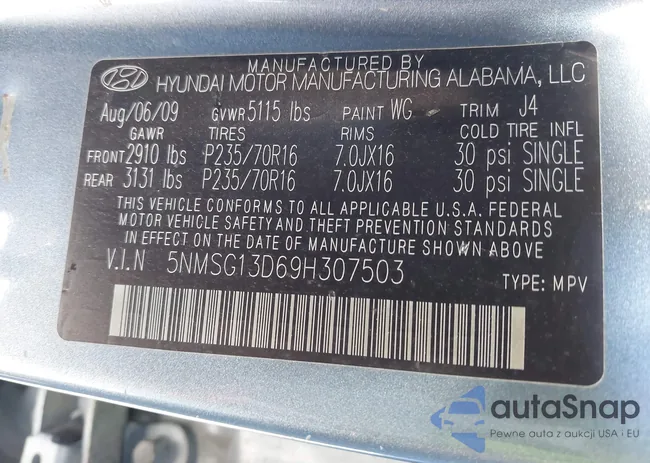 MANUFACTURED BY
HYUNDAI MOTOR MANUFACTURING ALABAMA, LLC
Aug/06/09 GVWR 5115 lbs PAINT WG TRIM J4
GAWR TIRES RIMS COLD TIRE INFL
FRONT 2910 lbs P235/70R16 7.0JX16 30 psi SINGLE
REAR 3131 lbs P235/70R16 7.0JX16 30 psi SINGLE
THIS VEHICLE CONFORMS TO ALL APPLICABLE U.S.A. FEDERAL
MOTOR VEHICLE SAFETY AND THEFT PREVENTION STANDARDS
IN EFFECT ON THE DATE OF MANUFACTURE SHOWN ABOVE
V.I.N 5NMSG13D69H307503
TYPE: MPV
autaSnap
Pewne auta z aukcji USA i EU